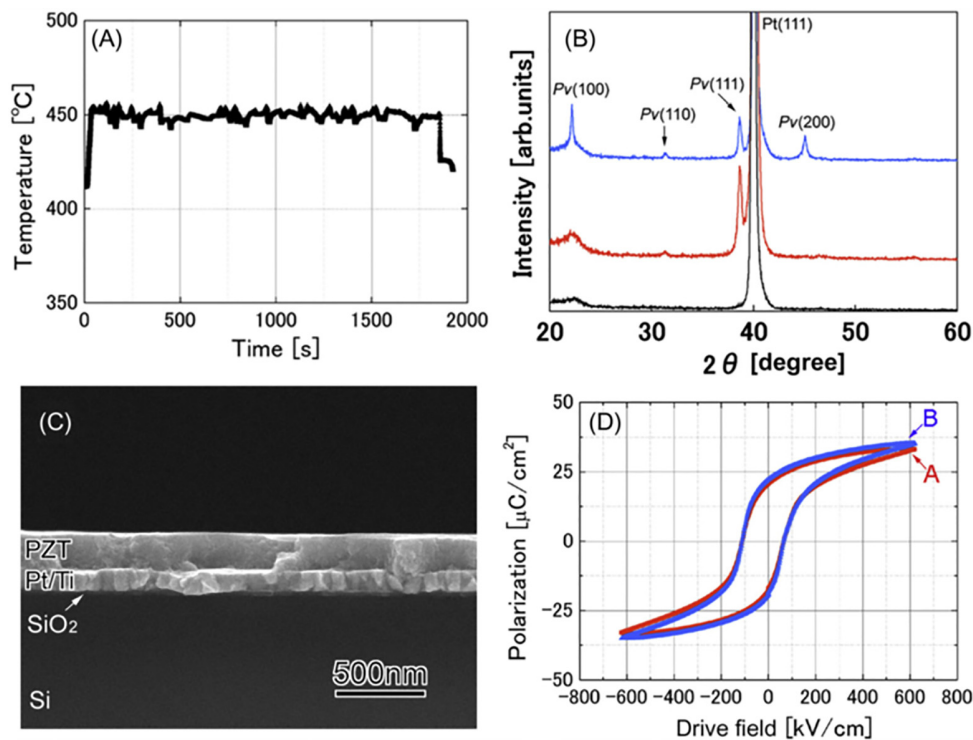 (A)
500
450
400
350
Temperature [℃]
0
500
1000
1500
2000
Time [s]
(B)
Pt(111)
Pv(100)
Pv(110)
Pv(111)
Pv(200)
Intensity [arb.units]
20
30
40
50
60
2θ [degree]
(C)
PZT
Pt/Ti
SiO₂
Si
500nm
(D)
B
A
50
25
0
-25
-50
Polarization [μC/cm²]
-800
-600
-400
-200
0
200
400
600
800
Drive field [kV/cm]